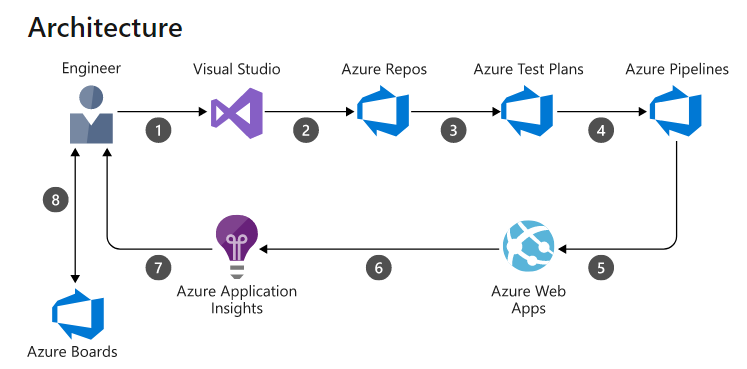 Architecture
Engineer
Visual Studio
Azure Repos
Azure Test Plans
Azure Pipelines
1
2
3
4
8
7
6
5
Azure Application
Insights
Azure Web
Apps
Azure Boards